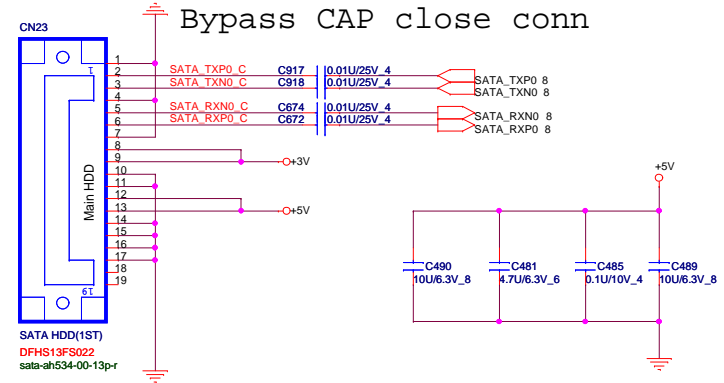 Bypass CAP close conn
CN23
1
2 SATA_TXP0_C C917 0.01U/25V_4 SATA_TXP0 8
3 SATA_TXN0_C C918 0.01U/25V_4 SATA_TXN0 8
4
5 SATA_RXN0_C C674 0.01U/25V_4 SATA_RXN0 8
6 SATA_RXP0_C C672 0.01U/25V_4 SATA_RXP0 8
7
8
9 +3V
10
11
12
13 +5V
14
15
16
17
18
19
1
Main HDD
19
SATA HDD(1ST)
DFHS13FS022
sata-ah534-00-13p-r
+5V
C490 C481 C485 C489
10U/6.3V_8 4.7U/6.3V_6 0.1U/10V_4 10U/6.3V_8